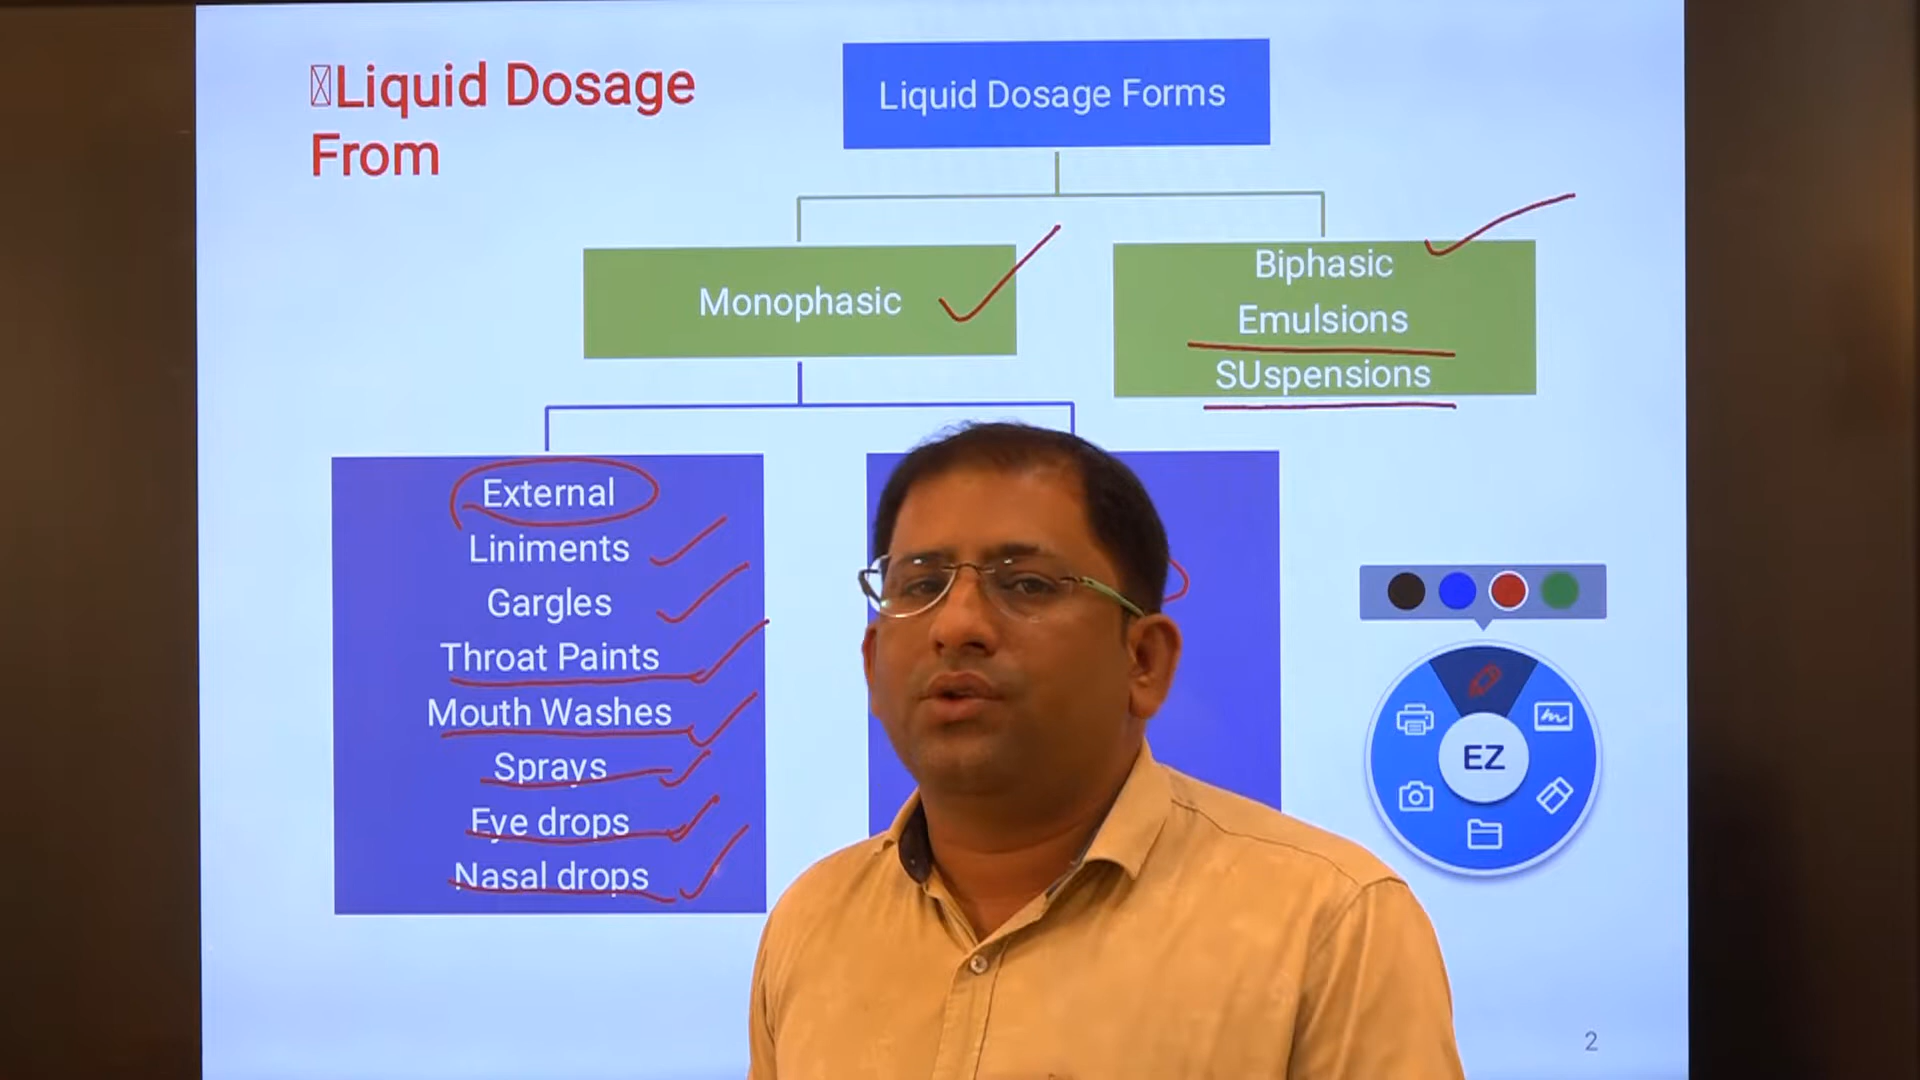 Liquid Dosage
From
Liquid Dosage Forms
Monophasic
Biphasic
Emulsions
SUspensions
External
Liniments
Gargles
Throat Paints
Mouth Washes
Sprays
Eye drops
Nasal drops
EZ
2